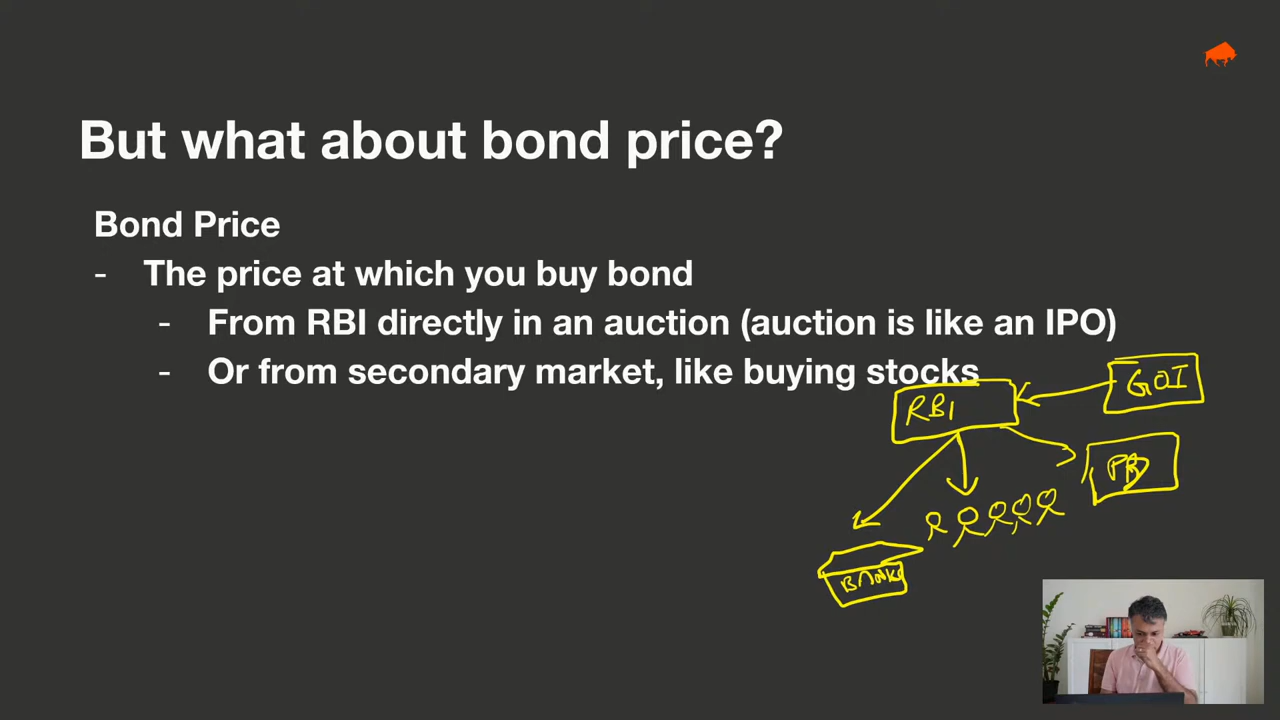 But what about bond price?
Bond Price
- The price at which you buy bond
- From RBI directly in an auction (auction is like an IPO)
- Or from secondary market, like buying stocks
GOI
RBI
PD
BANKS